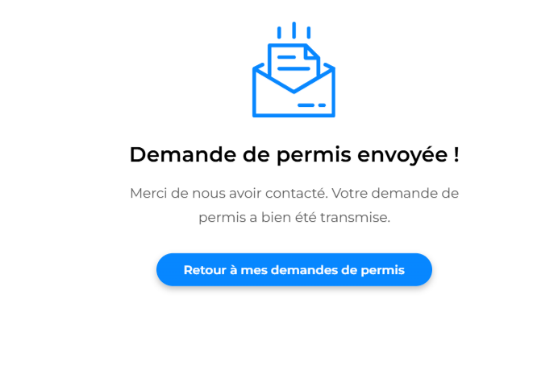 Demande de permis envoyée !
Merci de nous avoir contacté. Votre demande de
permis a bien été transmise.
Retour à mes demandes de permis